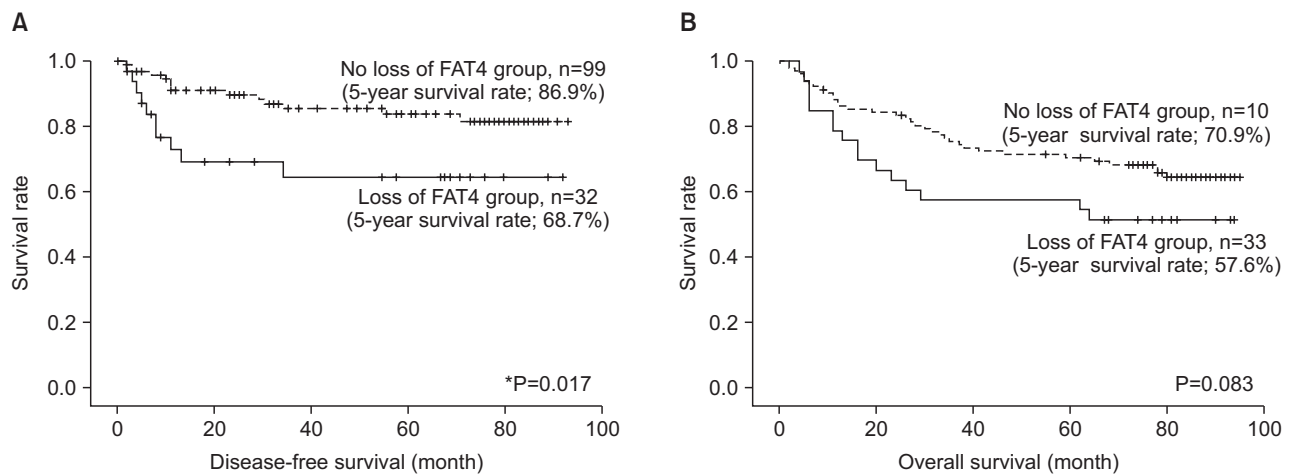 A
1.0
0.8
0.6
0.4
0.2
0.0
Survival rate
No loss of FAT4 group, n=99
(5-year survival rate; 86.9%)
Loss of FAT4 group, n=32
(5-year survival rate; 68.7%)
*P=0.017
0 20 40 60 80 100
Disease-free survival (month)
B
1.0
0.8
0.6
0.4
0.2
0.0
Survival rate
No loss of FAT4 group, n=10
(5-year survival rate; 70.9%)
Loss of FAT4 group, n=33
(5-year survival rate; 57.6%)
P=0.083
0 20 40 60 80 100
Overall survival (month)